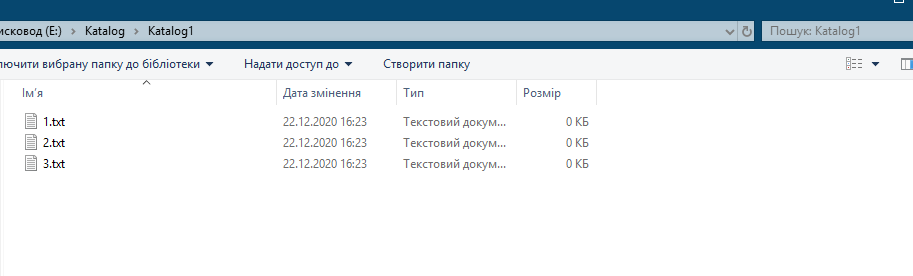 исковод (E:) > Katalog > Katalog1 Пошук: Katalog1
лючити вибрану папку до бібліотеки Надати доступ до Створити папку
Ім'я Дата змінення Тип Розмір
1.txt 22.12.2020 16:23 Текстовий докум... 0 КБ
2.txt 22.12.2020 16:23 Текстовий докум... 0 КБ
3.txt 22.12.2020 16:23 Текстовий докум... 0 КБ